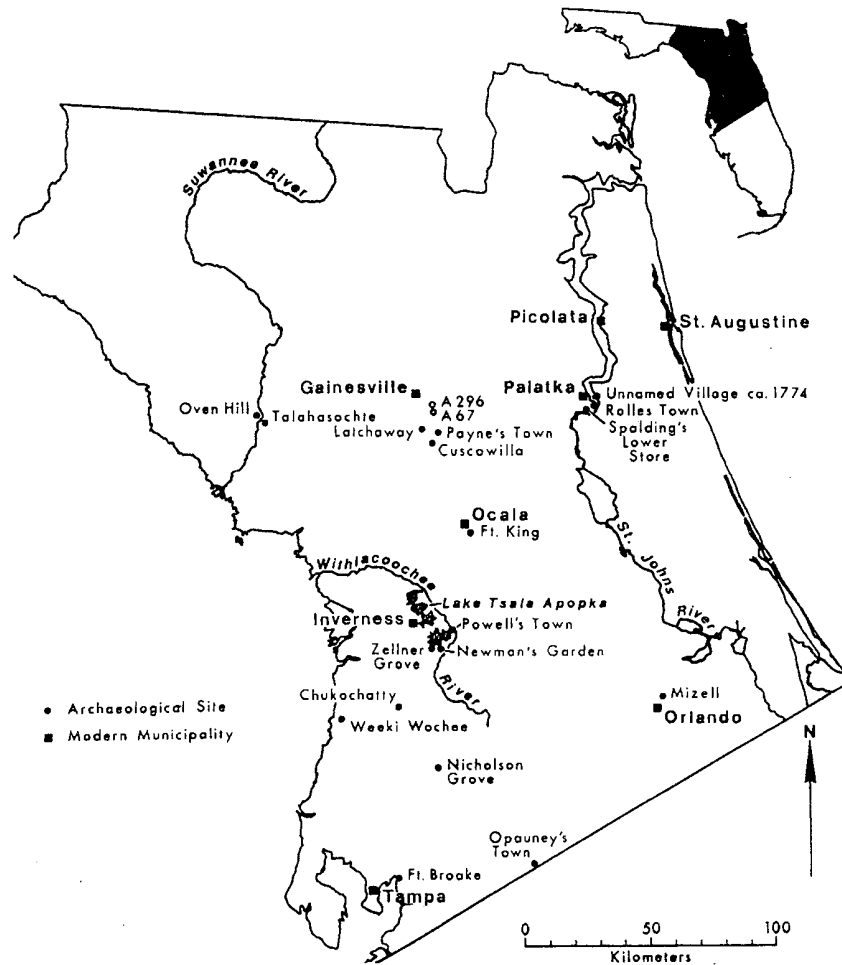 Suwannee River
Picolata
St. Augustine
Gainesville
A 296
A 67
Palatka
Unnamed Village ca. 1774
Rolles Town
Spalding's
Lower
Store
Oven Hill
Talahasochte
Latchaway
Payne's Town
Cuscowilla
Ocala
Ft. King
St. Johns
River
Withlacoochee
River
Lake Tsala Apopka
Inverness
Powell's Town
Zellner
Grove
Newman's Garden
Chukochatty
Weeki Wochee
Mizell
Orlando
Archaeological Site
Modern Municipality
N
Nicholson
Grove
Opauney's
Town
Ft. Brooke
Tampa
0 50 100
Kilometers